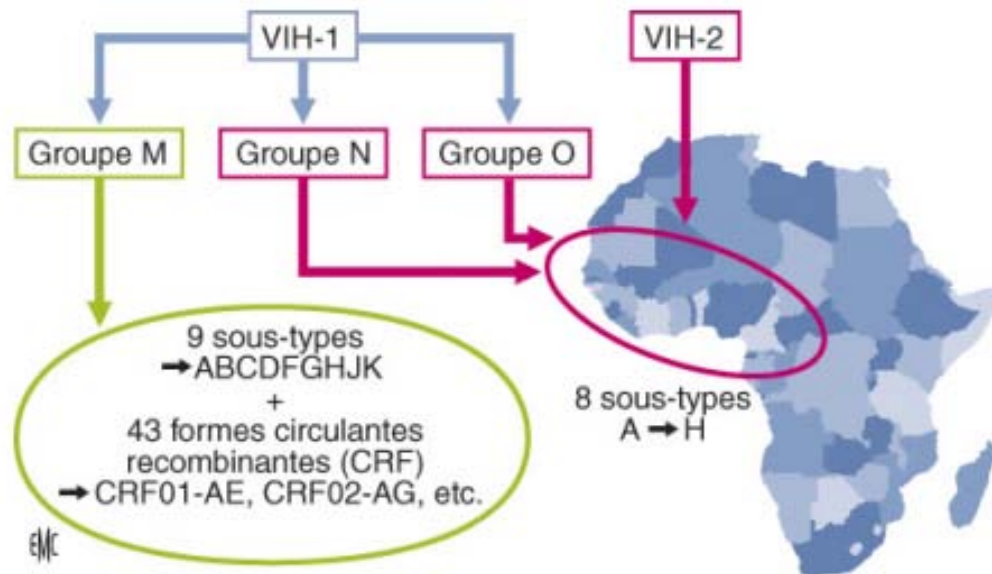 VIH-1
VIH-2
Groupe M
Groupe N
Groupe O
9 sous-types
➞ABCDFGHJK
+
43 formes circulantes
recombinantes (CRF)
➞CRF01-AE, CRF02-AG, etc.
8 sous-types
A ➞ H
EMC